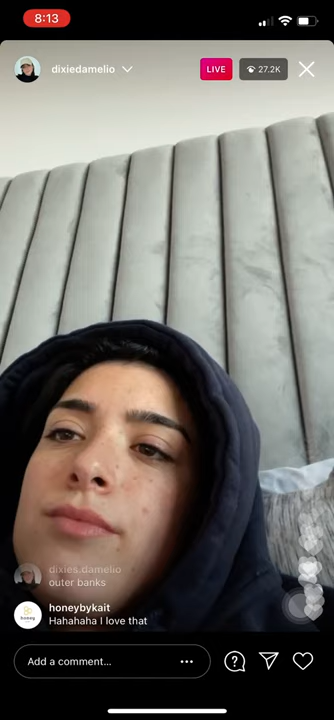 8:13
dixiedamelio
LIVE
27.2K
dixies.damelio
outer banks
honeybykait
honey
Hahahaha I love that
Add a comment...